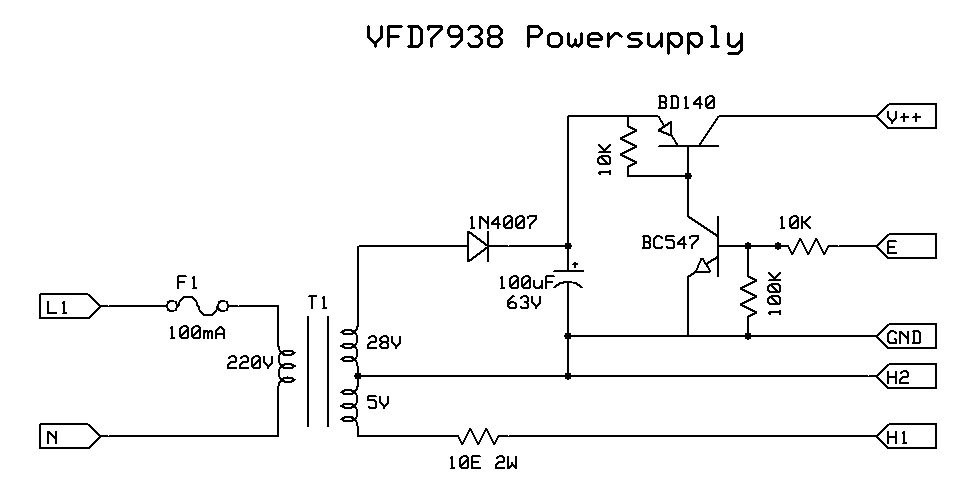 VFD7938 Powersupply
BD140
V++
10K
1N4007
BC547
10K
E
100uF
+
63V
100K
L1
F1
100mA
T1
220V
28V
GND
H2
5V
N
10E 2W
H1